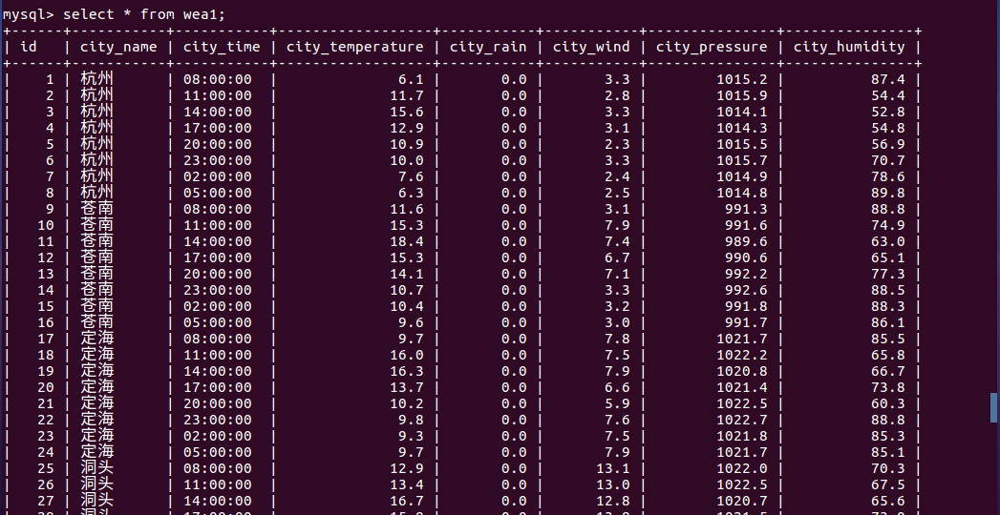 mysql> select * from wea1;
+------+-----------+------------+------------------+-----------+-----------+---------------+---------------+
| id   | city_name | city_time  | city_temperature | city_rain | city_wind | city_pressure | city_humidity |
+------+-----------+------------+------------------+-----------+-----------+---------------+---------------+
|    1 | 杭州 | 08:00:00   |              6.1 |       0.0 |       3.3 |        1015.2 |          87.4 |
|    2 | 杭州 | 11:00:00   |             11.7 |       0.0 |       2.8 |        1015.9 |          54.4 |
|    3 | 杭州 | 14:00:00   |             15.6 |       0.0 |       3.3 |        1014.1 |          52.8 |
|    4 | 杭州 | 17:00:00   |             12.9 |       0.0 |       3.1 |        1014.3 |          54.8 |
|    5 | 杭州 | 20:00:00   |             10.9 |       0.0 |       2.3 |        1015.5 |          56.9 |
|    6 | 杭州 | 23:00:00   |             10.0 |       0.0 |       3.3 |        1015.7 |          70.7 |
|    7 | 杭州 | 02:00:00   |              7.6 |       0.0 |       2.4 |        1014.9 |          78.6 |
|    8 | 杭州 | 05:00:00   |              6.3 |       0.0 |       2.5 |        1014.8 |          89.8 |
|    9 | 苍南 | 08:00:00   |             11.6 |       0.0 |       3.1 |         991.3 |          88.8 |
|   10 | 苍南 | 11:00:00   |             15.3 |       0.0 |       7.9 |         991.6 |          74.9 |
|   11 | 苍南 | 14:00:00   |             18.4 |       0.0 |       7.4 |         989.6 |          63.0 |
|   12 | 苍南 | 17:00:00   |             15.3 |       0.0 |       6.7 |         990.6 |          65.1 |
|   13 | 苍南 | 20:00:00   |             14.1 |       0.0 |       7.1 |         992.2 |          77.3 |
|   14 | 苍南 | 23:00:00   |             10.7 |       0.0 |       3.3 |         992.6 |          88.5 |
|   15 | 苍南 | 02:00:00   |             10.4 |       0.0 |       3.2 |         991.8 |          88.3 |
|   16 | 苍南 | 05:00:00   |              9.6 |       0.0 |       3.0 |         991.7 |          86.1 |
|   17 | 定海 | 08:00:00   |              9.7 |       0.0 |       7.8 |        1021.7 |          85.5 |
|   18 | 定海 | 11:00:00   |             16.0 |       0.0 |       7.5 |        1022.2 |          65.8 |
|   19 | 定海 | 14:00:00   |             16.3 |       0.0 |       7.9 |        1020.8 |          66.7 |
|   20 | 定海 | 17:00:00   |             13.7 |       0.0 |       6.6 |        1021.4 |          73.8 |
|   21 | 定海 | 20:00:00   |             10.2 |       0.0 |       5.9 |        1022.5 |          60.3 |
|   22 | 定海 | 23:00:00   |              9.8 |       0.0 |       7.6 |        1022.7 |          88.8 |
|   23 | 定海 | 02:00:00   |              9.3 |       0.0 |       7.5 |        1021.8 |          85.3 |
|   24 | 定海 | 05:00:00   |              9.7 |       0.0 |       7.9 |        1021.7 |          85.1 |
|   25 | 洞头 | 08:00:00   |             12.9 |       0.0 |      13.1 |        1022.0 |          70.3 |
|   26 | 洞头 | 11:00:00   |             13.4 |       0.0 |      13.0 |        1022.5 |          67.5 |
|   27 | 洞头 | 14:00:00   |             16.7 |       0.0 |      12.8 |        1020.7 |          65.6 |